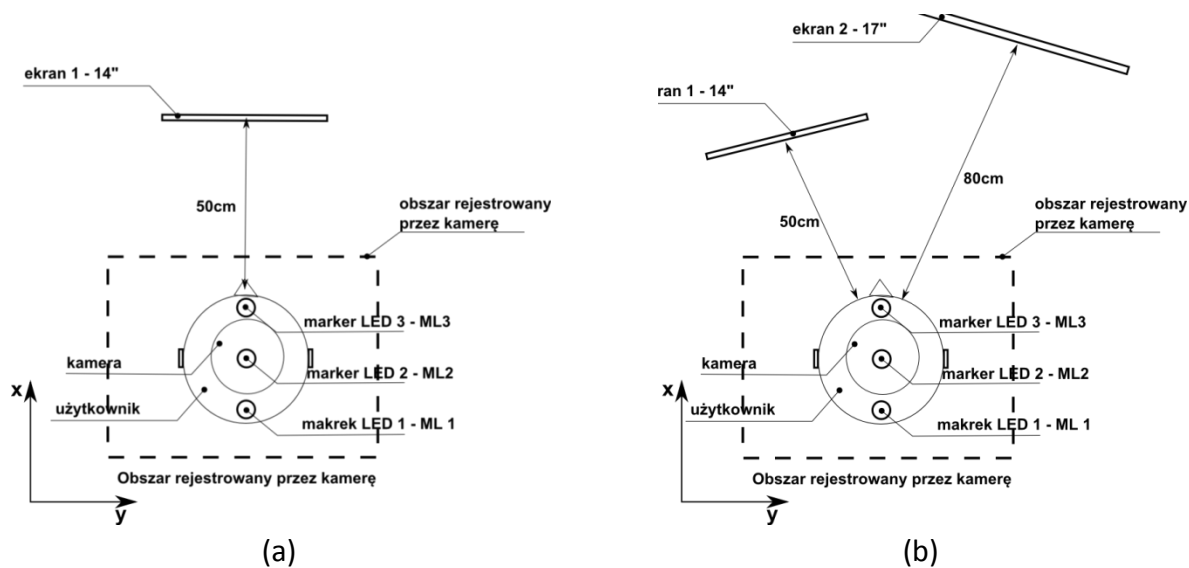 ekran 1 - 14"
50cm
obszar rejestrowany
przez kamerę
marker LED 3 - ML3
kamera
marker LED 2 - ML2
x
użytkownik
makrek LED 1 - ML 1
Obszar rejestrowany przez kamerę
y
(a)
ekran 2 - 17"
ran 1 - 14"
80cm
50cm
obszar rejestrowany
przez kamerę
marker LED 3 - ML3
kamera
marker LED 2 - ML2
x
użytkownik
makrek LED 1 - ML 1
Obszar rejestrowany przez kamerę
y
(b)